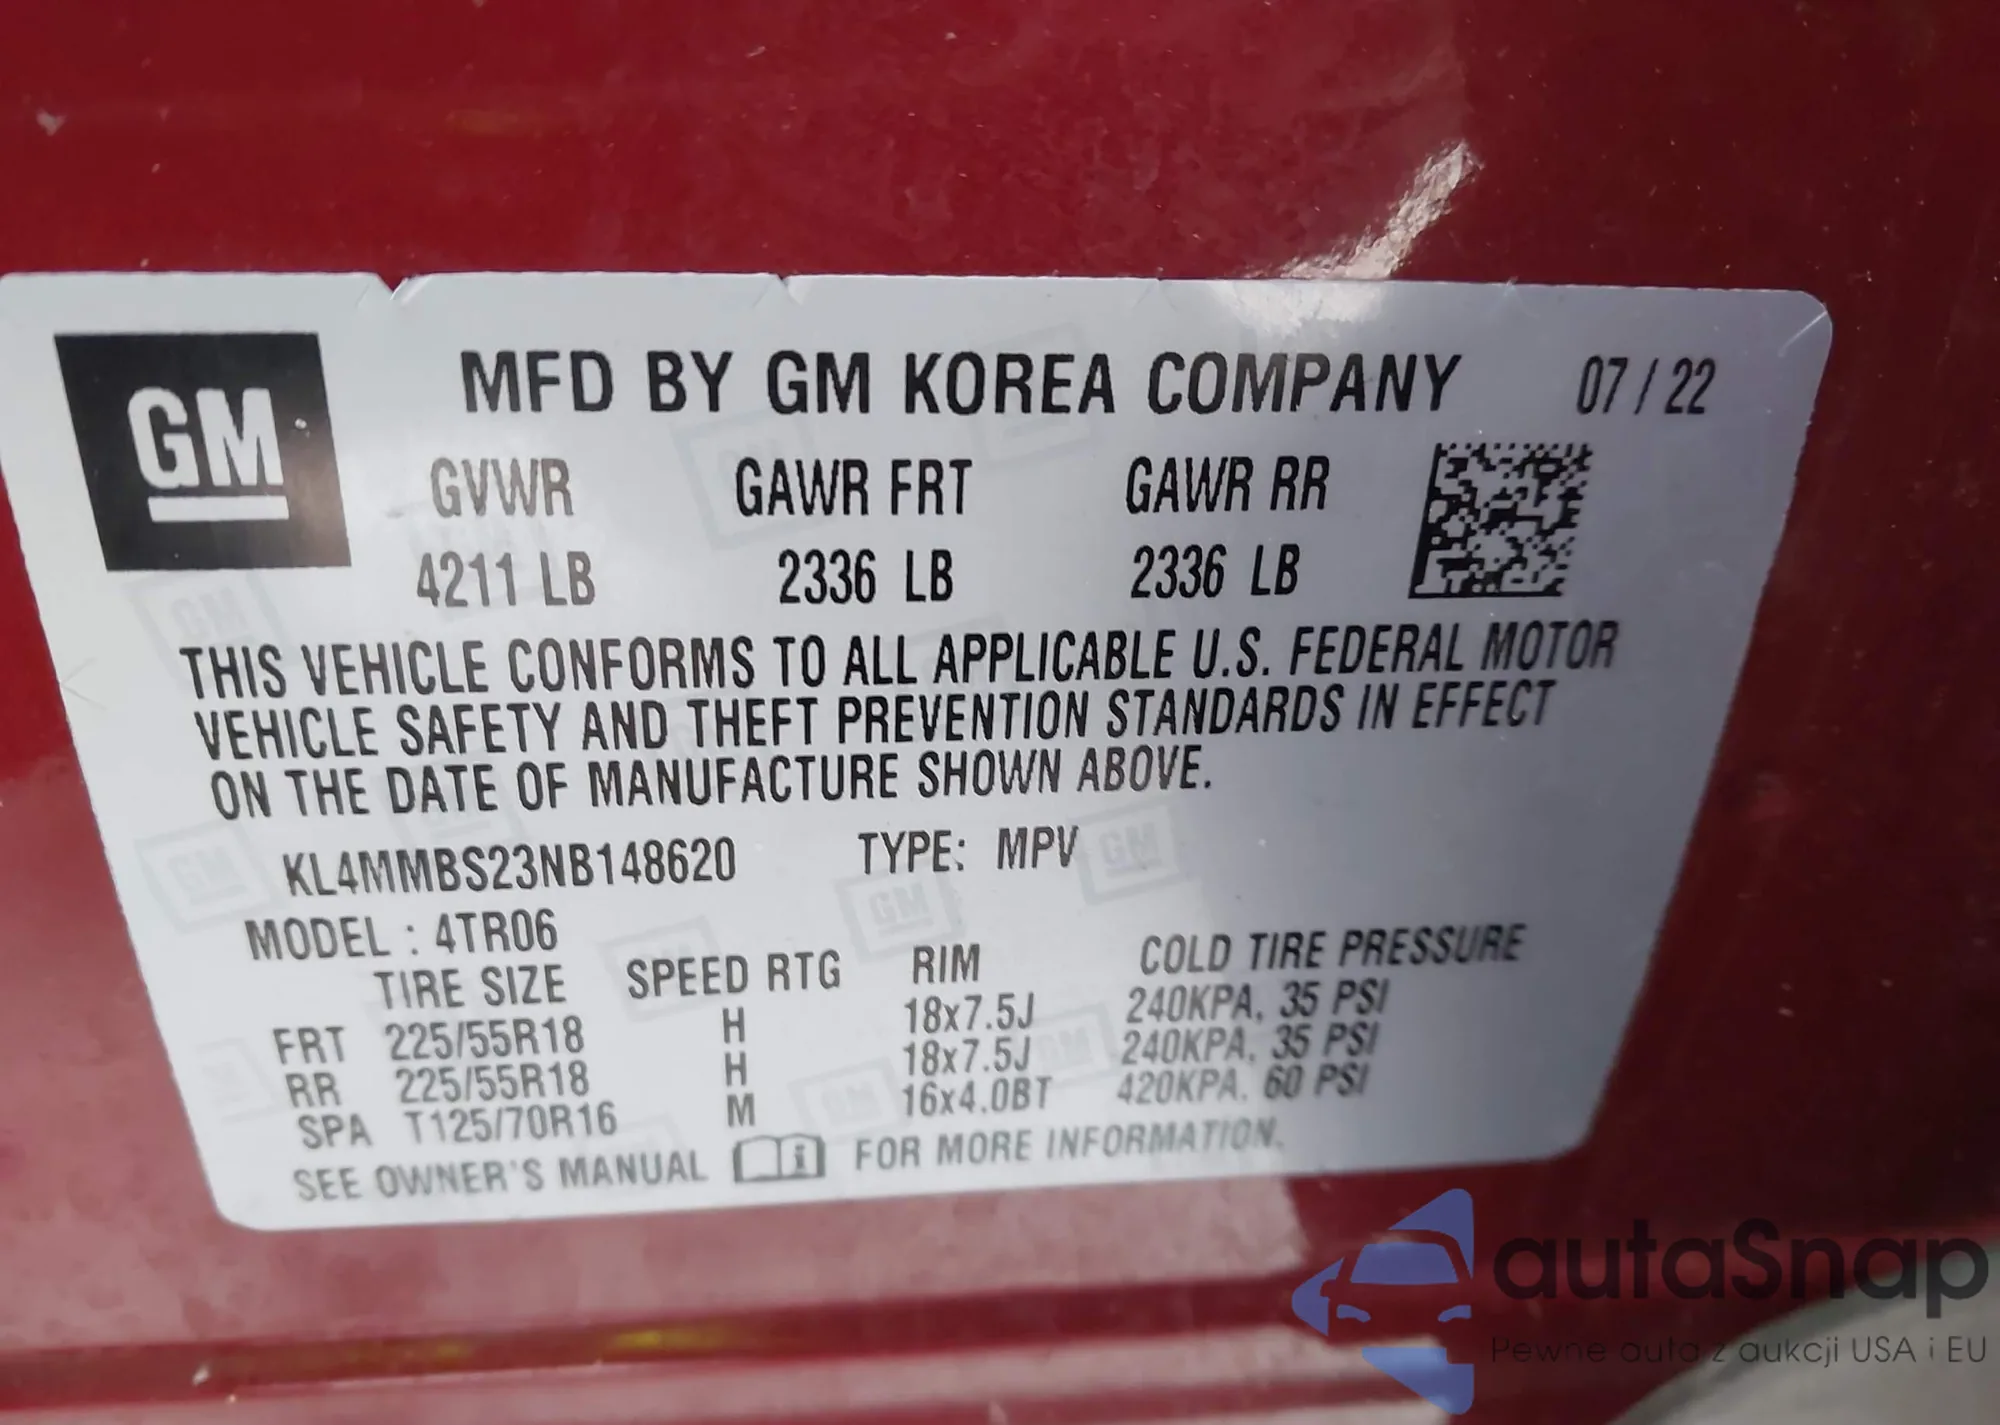 GM
MFD BY GM KOREA COMPANY 07/22
GVWR GAWR FRT GAWR RR
4211 LB 2336 LB 2336 LB
THIS VEHICLE CONFORMS TO ALL APPLICABLE U.S. FEDERAL MOTOR
VEHICLE SAFETY AND THEFT PREVENTION STANDARDS IN EFFECT
ON THE DATE OF MANUFACTURE SHOWN ABOVE.
KL4MMBS23NB148620 TYPE: MPV
MODEL : 4TR06
TIRE SIZE SPEED RTG RIM COLD TIRE PRESSURE
FRT 225/55R18 H 18x7.5J 240KPA, 35 PSI
RR 225/55R18 H 18x7.5J 240KPA, 35 PSI
SPA T125/70R16 M 16x4.0BT 420KPA, 60 PSI
SEE OWNER'S MANUAL i FOR MORE INFORMATION.
autaSnap
Pewne auta z aukcji USA i EU